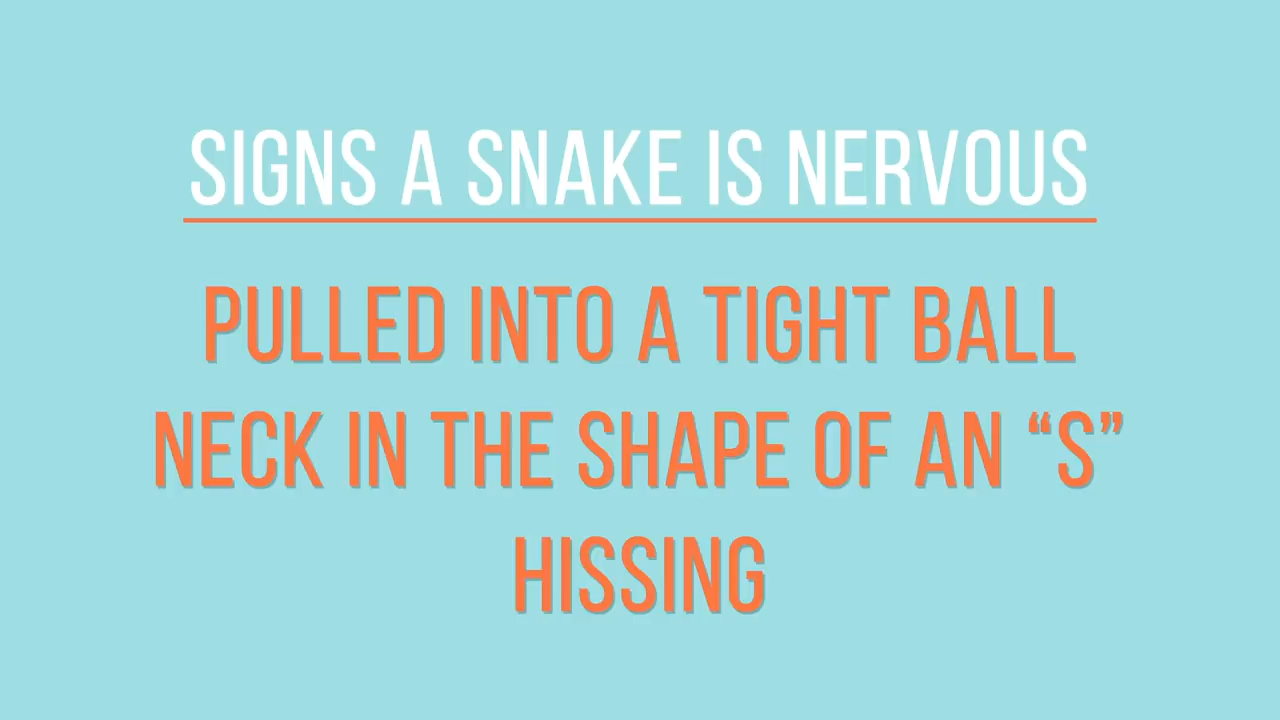 SIGNS A SNAKE IS NERVOUS
PULLED INTO A TIGHT BALL
NECK IN THE SHAPE OF AN “S”
HISSING